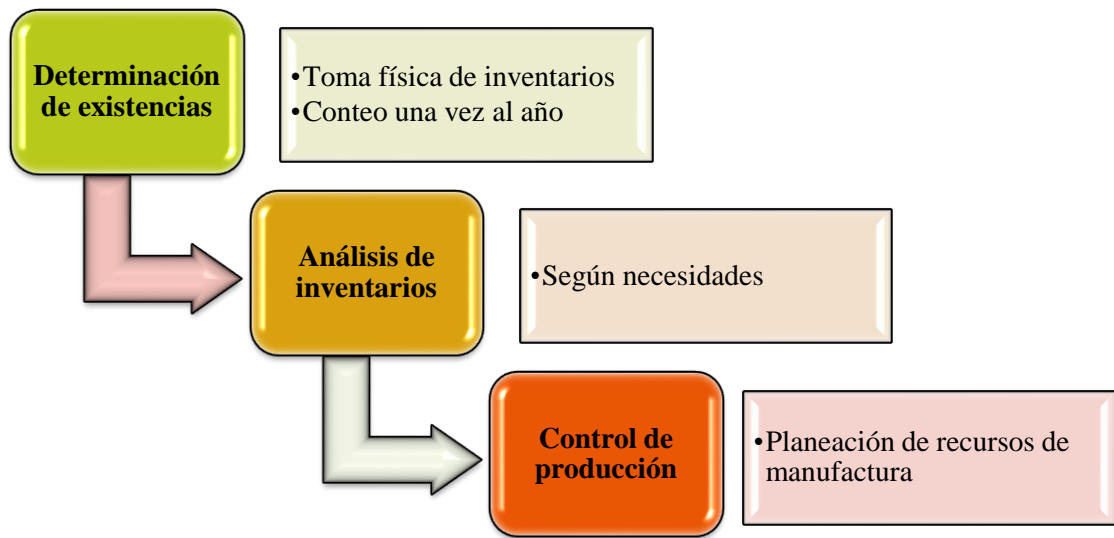 Determinación
de existencias
•Toma física de inventarios
•Conteo una vez al año
Análisis de
inventarios
•Según necesidades
Control de
producción
•Planeación de recursos de
manufactura